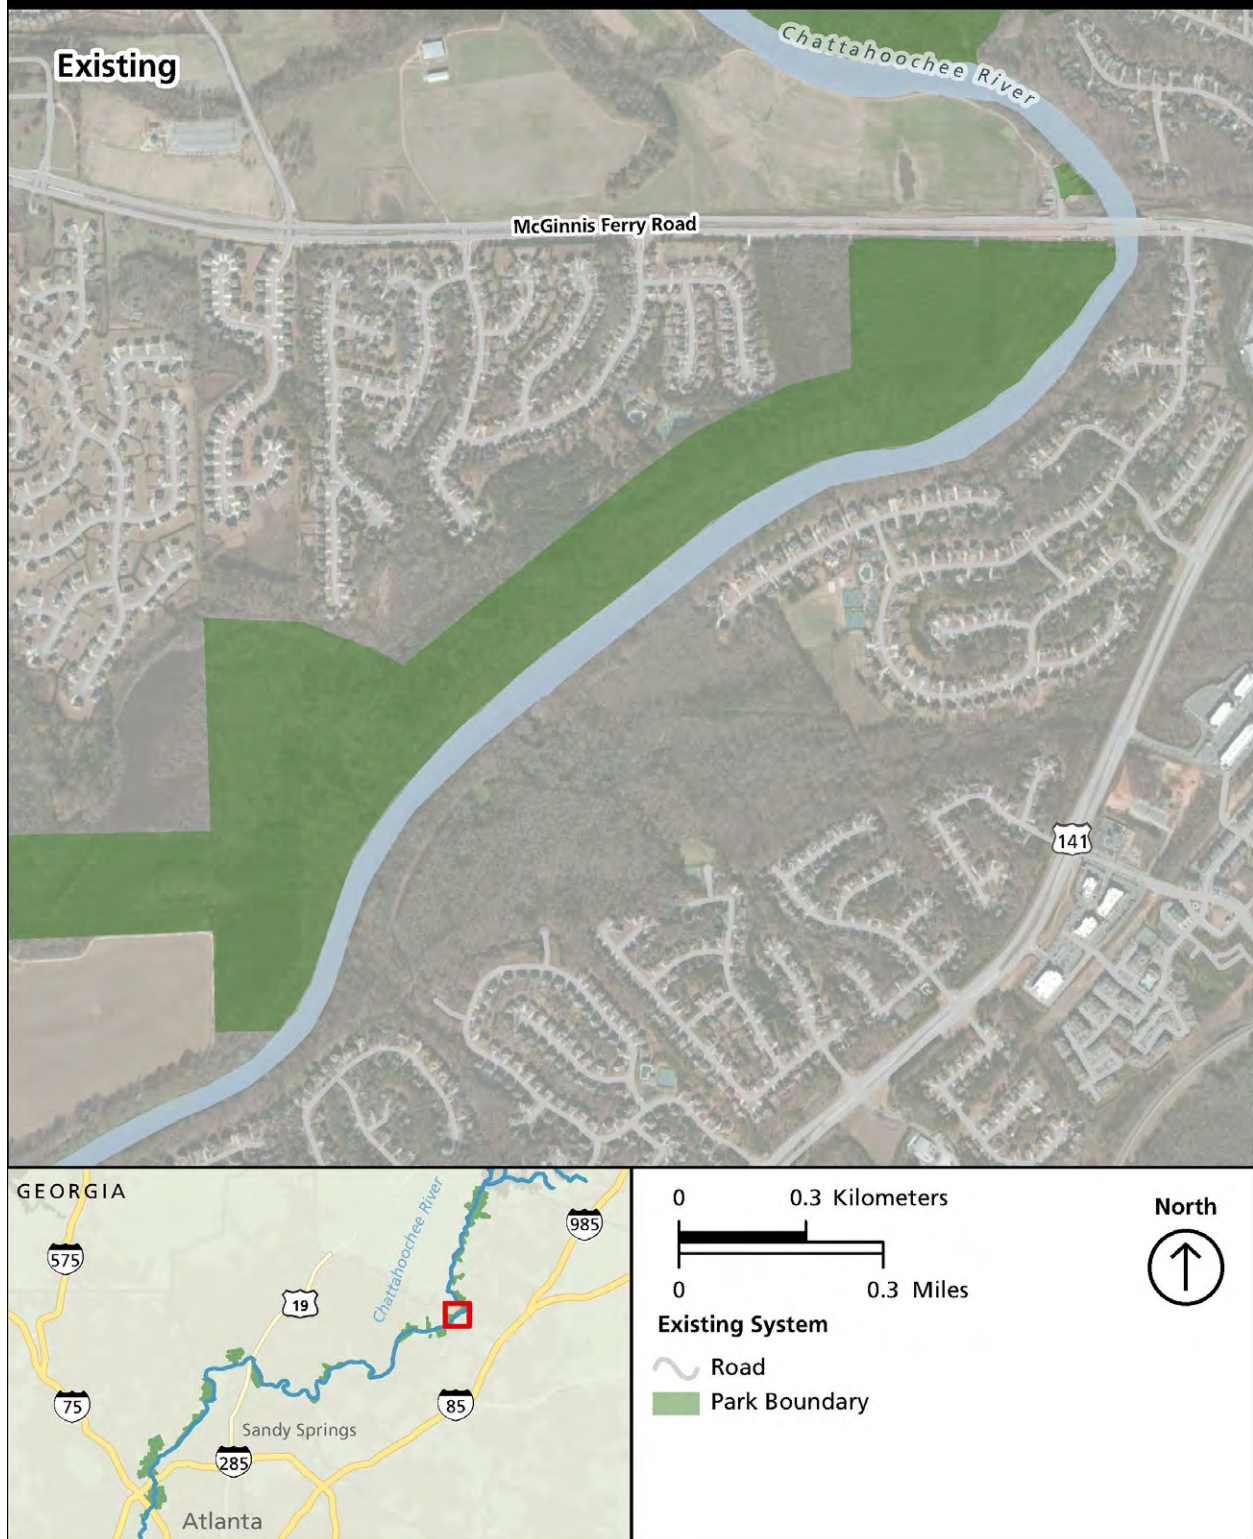 Existing
Chattahoochee River
McGinnis Ferry Road
141
GEORGIA
575
19
Chattahoochee River
985
75
85
Sandy Springs
285
Atlanta
0 0.3 Kilometers
0 0.3 Miles
North
Existing System
Road
Park Boundary